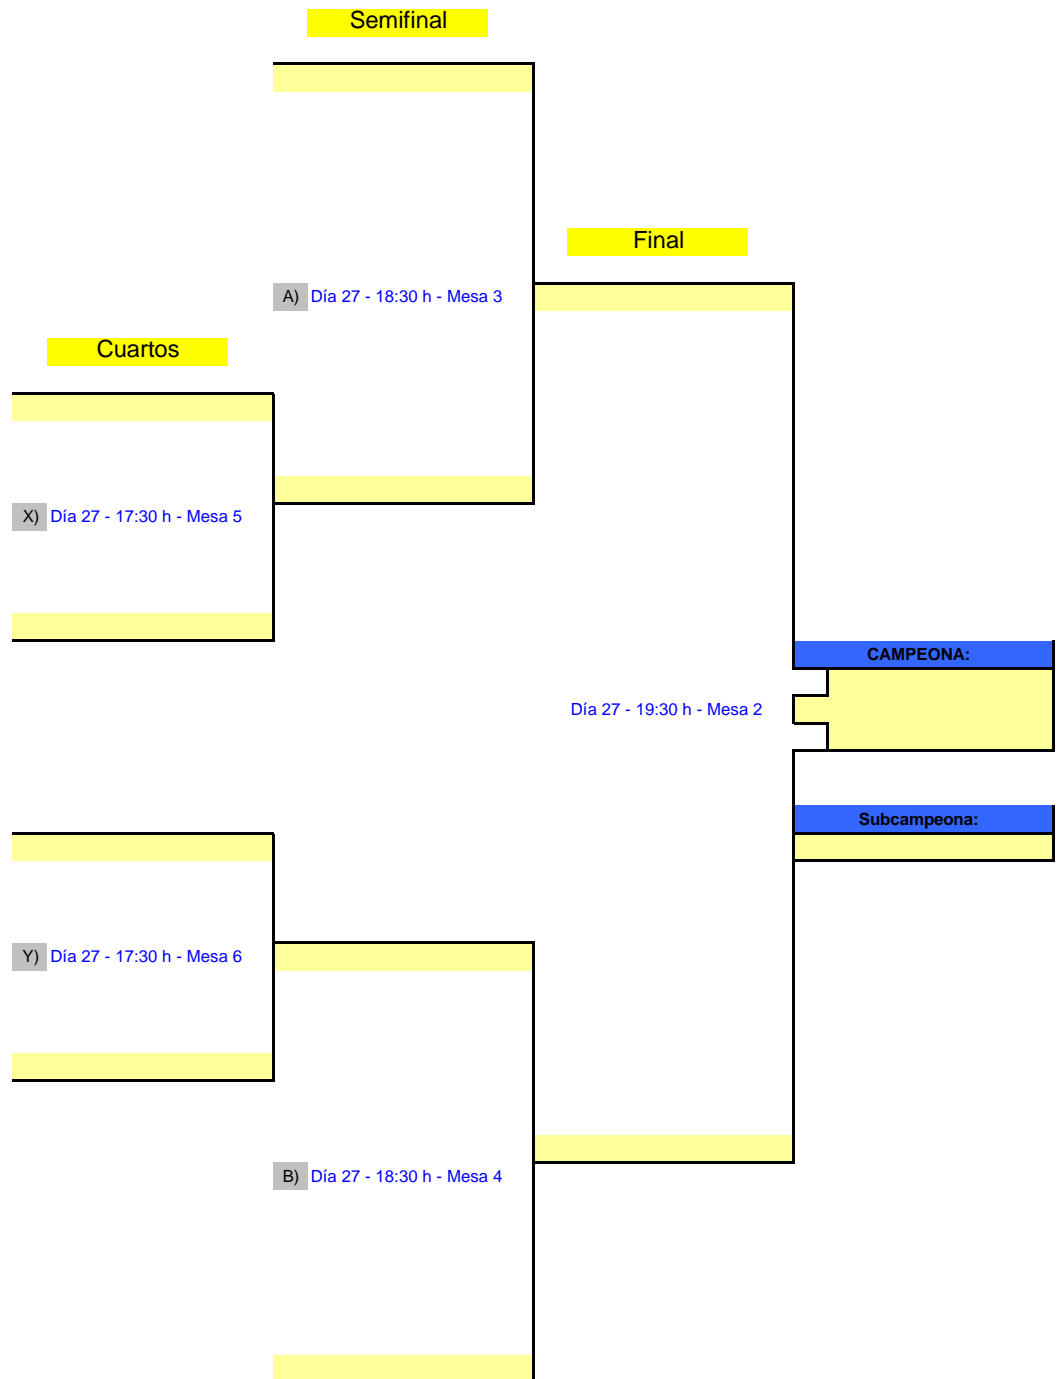 Semifinal
Final
A) Día 27 - 18:30 h - Mesa 3
Cuartos
X) Día 27 - 17:30 h - Mesa 5
CAMPEONA:
Día 27 - 19:30 h - Mesa 2
Subcampeona:
Y) Día 27 - 17:30 h - Mesa 6
B) Día 27 - 18:30 h - Mesa 4